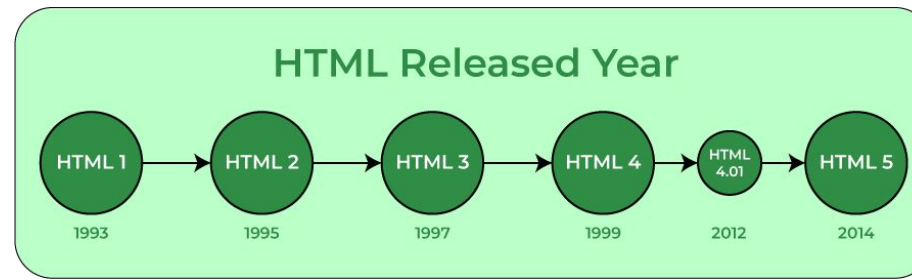 HTML Released Year
HTML 1
HTML 2
HTML 3
HTML 4
HTML
4.01
HTML 5
1993
1995
1997
1999
2012
2014